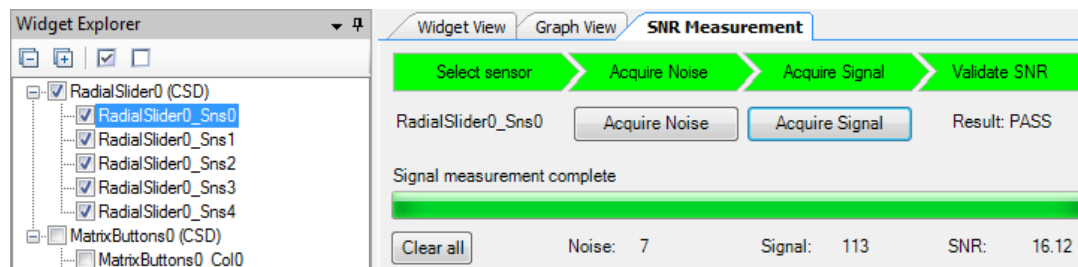 Widget Explorer
RadialSlider0 (CSD)
RadialSlider0_Sns0
RadialSlider0_Sns1
RadialSlider0_Sns2
RadialSlider0_Sns3
RadialSlider0_Sns4
MatrixButtons0 (CSD)
MatrixButtons0_Col0
Widget View Graph View SNR Measurement
Select sensor Acquire Noise Acquire Signal Validate SNR
RadialSlider0_Sns0 Acquire Noise Acquire Signal Result: PASS
Signal measurement complete
Clear all Noise: 7 Signal: 113 SNR: 16.12